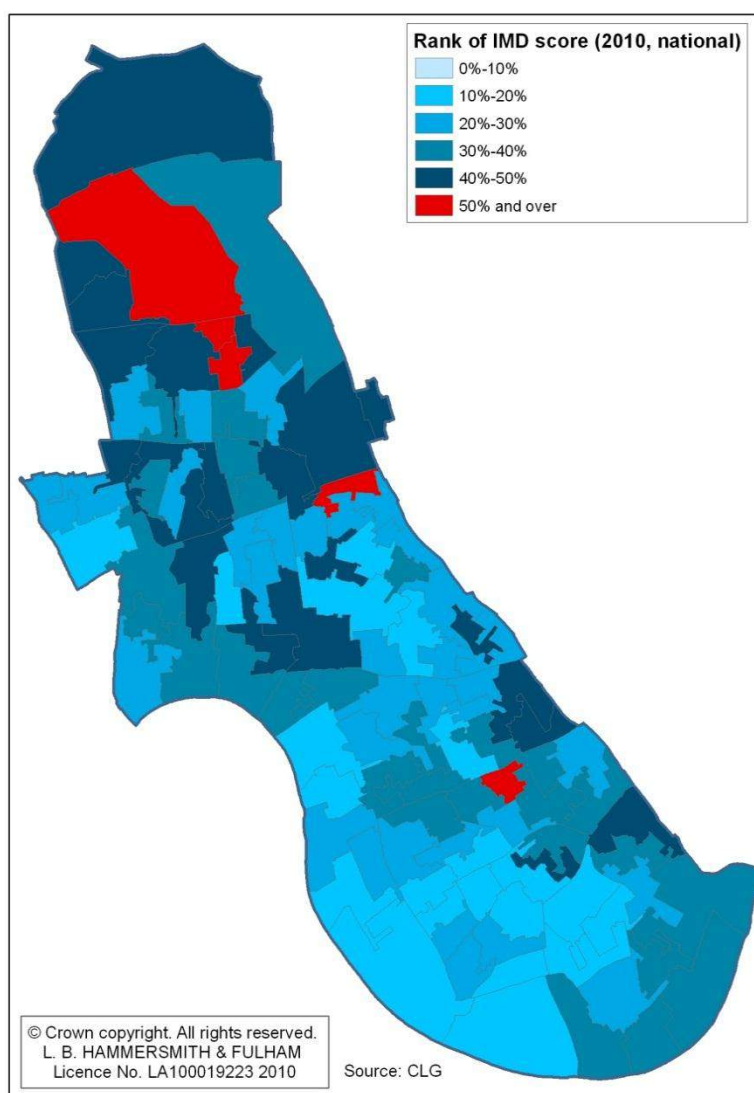 Rank of IMD score (2010, national)
0%-10%
10%-20%
20%-30%
30%-40%
40%-50%
50% and over
© Crown copyright. All rights reserved.
L. B. HAMMERSMITH & FULHAM
Licence No. LA100019223 2010
Source: CLG